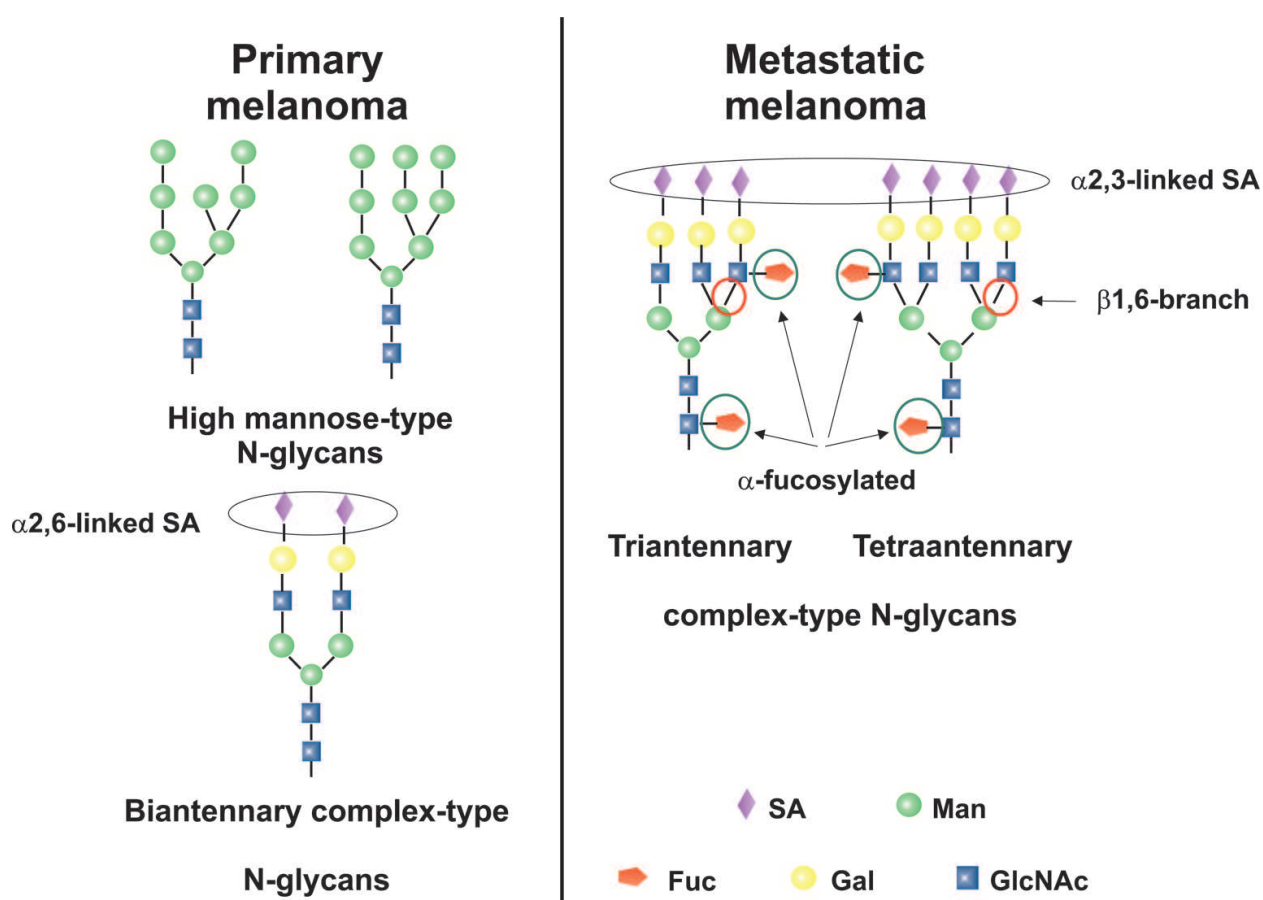 Primary
melanoma
High mannose-type
N-glycans
α2,6-linked SA
Biantennary complex-type
N-glycans
Metastatic
melanoma
α2,3-linked SA
β1,6-branch
α-fucosylated
Triantennary Tetraantennary
complex-type N-glycans
SA Man
Fuc Gal GlcNAc